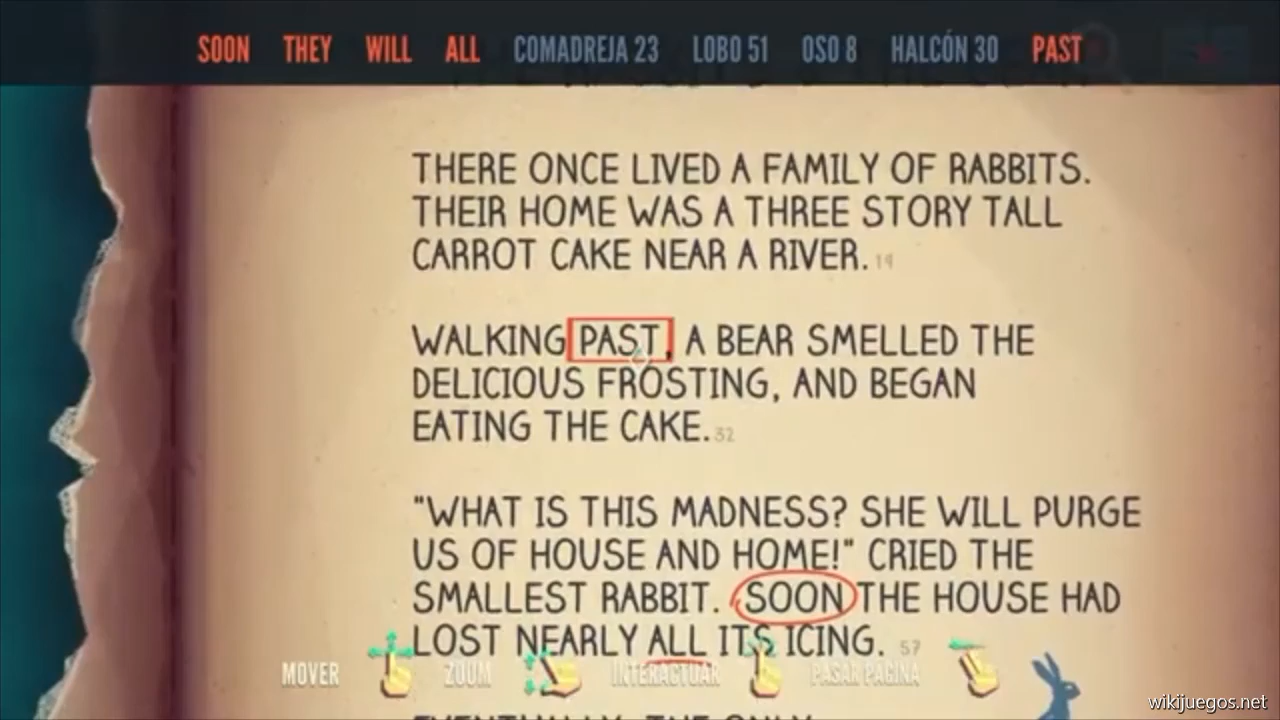 SOON THEY WILL ALL COMADREJA 23 LOBO 51 OSO 8 HALCÓN 30 PAST
THERE ONCE LIVED A FAMILY OF RABBITS.
THEIR HOME WAS A THREE STORY TALL
CARROT CAKE NEAR A RIVER. 19
WALKING PAST, A BEAR SMELLED THE
DELICIOUS FROSTING, AND BEGAN
EATING THE CAKE. 32
"WHAT IS THIS MADNESS? SHE WILL PURGE
US OF HOUSE AND HOME!" CRIED THE
SMALLEST RABBIT. SOON THE HOUSE HAD
LOST NEARLY ALL ITS ICING. 57
MOVER ZOOM INTERACTUAR PASAR PÁGINA
wikijuegos.net
EVENTUALLY, THE ONLY